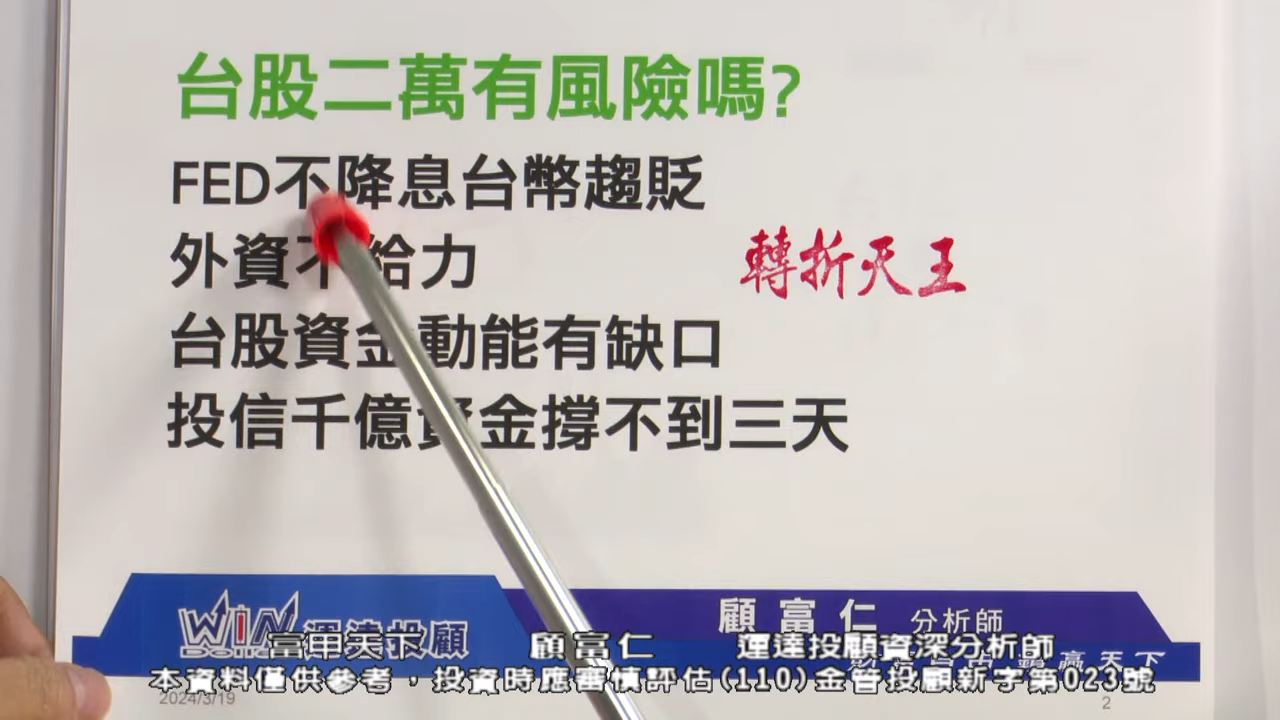 台股二萬有風險嗎?
FED不降息台幣趨貶
外資不給力
轉折天王
台股資金動能有缺口
投信千億資金撐不到三天
WIN 運達投顧
顧富仁 分析師
富甲天下 顧富仁 運達投顧資深分析師
本資料僅供參考，投資時應審慎評估(110)金管投顧新字第023號
2024/3/19
2